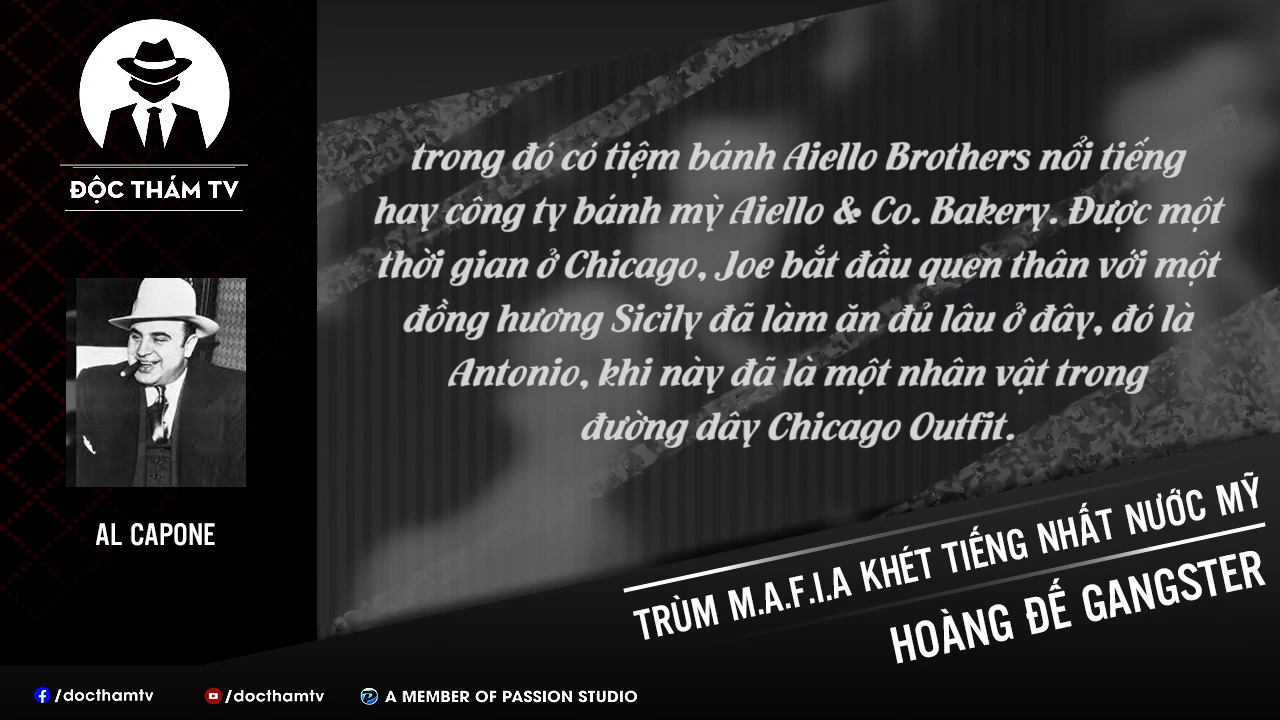 ĐỘC THÁM TV
AL CAPONE
trong đó có tiệm bánh Aiello Brothers nổi tiếng
hay công ty bánh mỳ Aiello & Co. Bakery. Được một
thời gian ở Chicago, Joe bắt đầu quen thân với một
đồng hương Sicily đã làm ăn đủ lâu ở đây, đó là
Antonio, khi này đã là một nhân vật trong
đường dây Chicago Outfit.
TRÙM M.A.F.I.A KHÉT TIẾNG NHẤT NƯỚC MỸ
HOÀNG ĐẾ GANGSTER
/docthamtv
/docthamtv
A MEMBER OF PASSION STUDIO